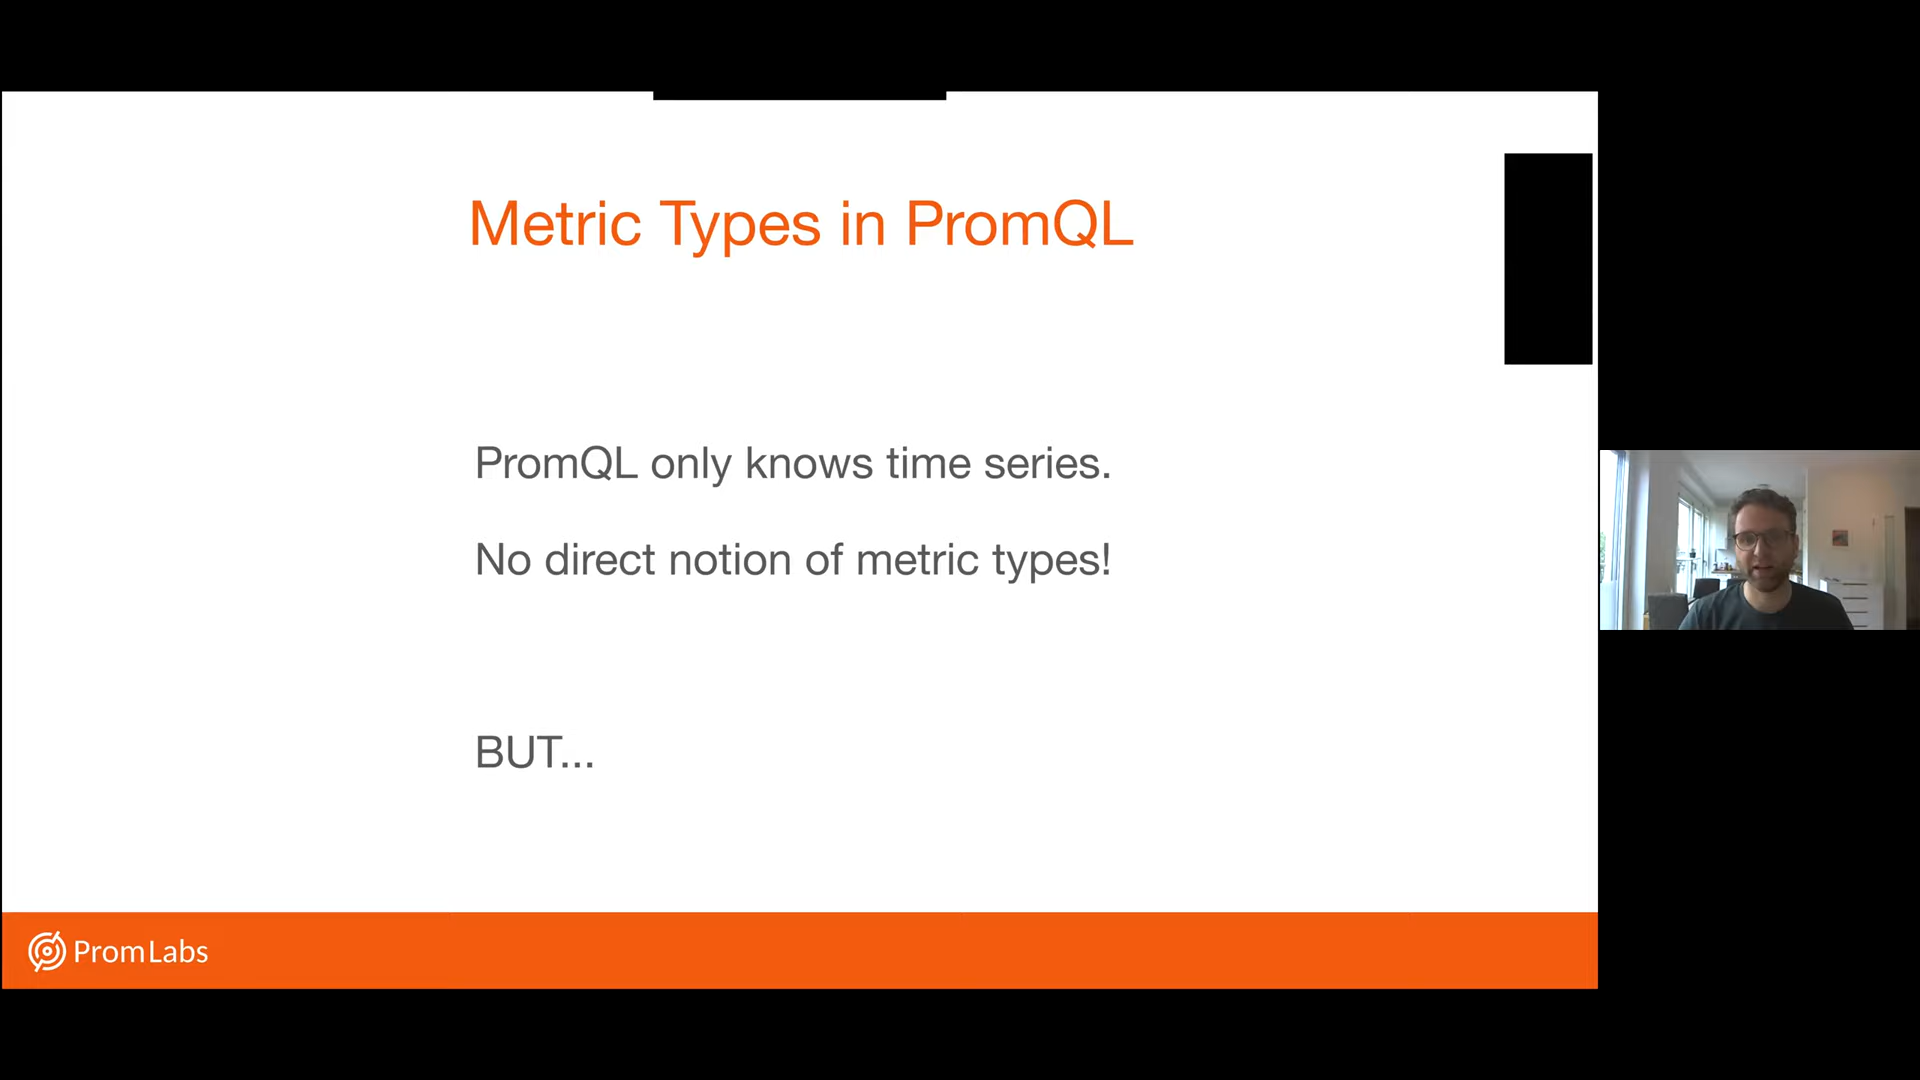 Metric Types in PromQL
PromQL only knows time series.
No direct notion of metric types!
BUT...
PromLabs